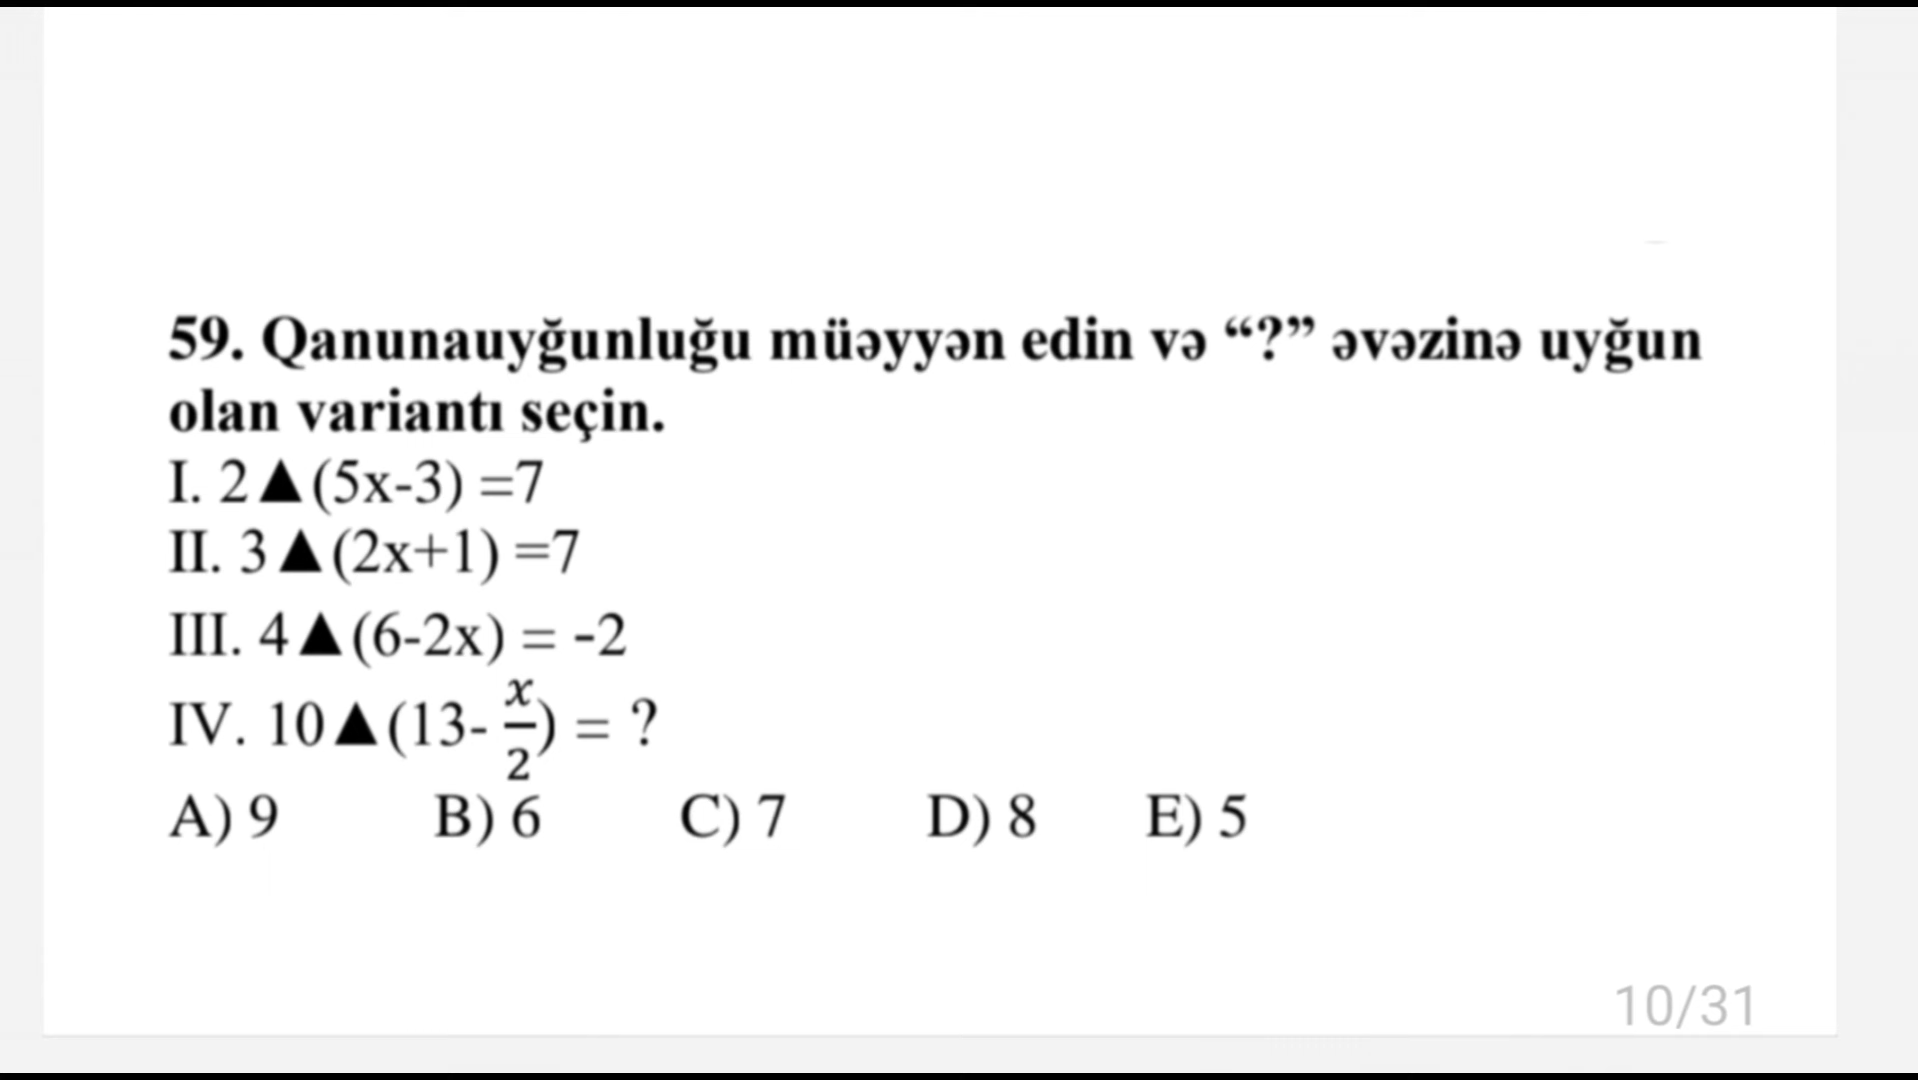 59. Qanunauyğunluğu müəyyən edin və “?” əvəzinə uyğun
olan variantı seçin.
I. 2▲(5x-3) =7
II. 3▲(2x+1) =7
III. 4▲(6-2x) = -2
IV. 10▲(13- x/2) = ?
A) 9 B) 6 C) 7 D) 8 E) 5
10/31